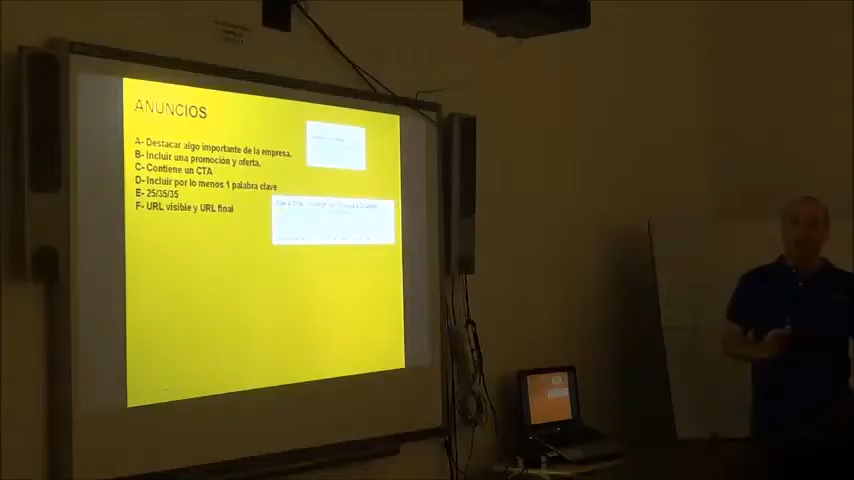 ANUNCIOS
A- Destacar algo importante de la empresa.
B- Incluir una promoción y oferta.
C- Contiene un CTA
D- Incluir por lo menos 1 palabra clave
E- 25/35/35
F- URL visible y URL final